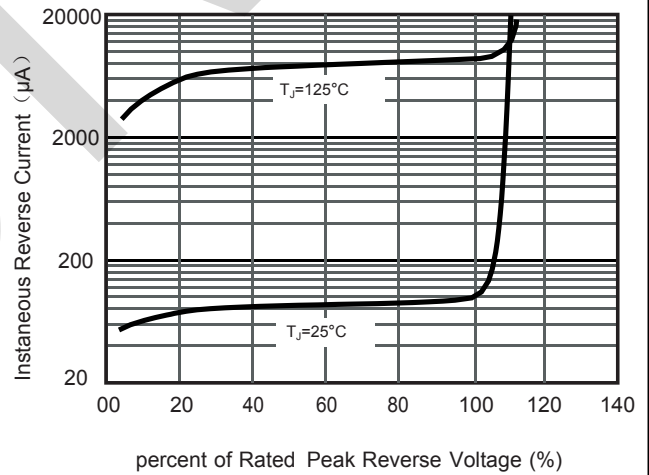 20000
2000
200
20
Instaneous Reverse Current（μA）
TJ=125°C
TJ=25°C
00 20 40 60 80 100 120 140
percent of Rated Peak Reverse Voltage (%)